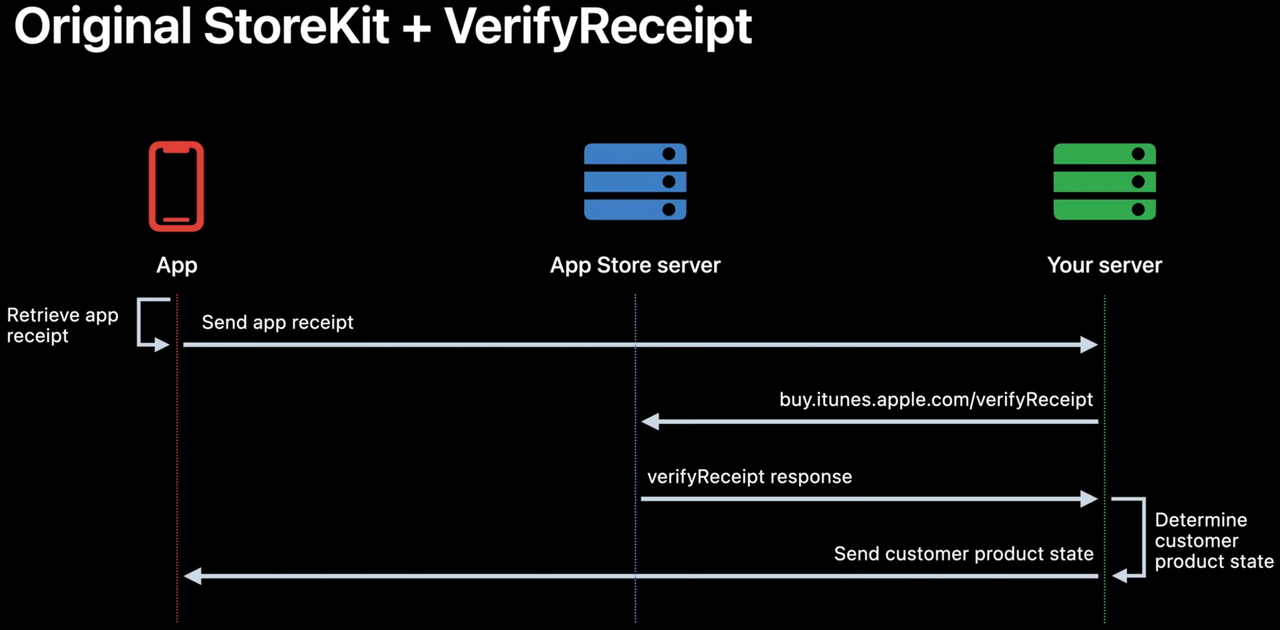 Original StoreKit + VerifyReceipt
App
App Store server
Your server
Retrieve app
receipt
Send app receipt
buy.itunes.apple.com/verifyReceipt
verifyReceipt response
Determine
customer
product state
Send customer product state